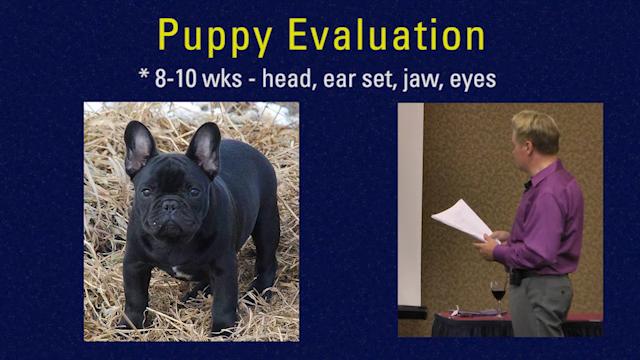 Puppy Evaluation
* 8-10 wks - head, ear set, jaw, eyes